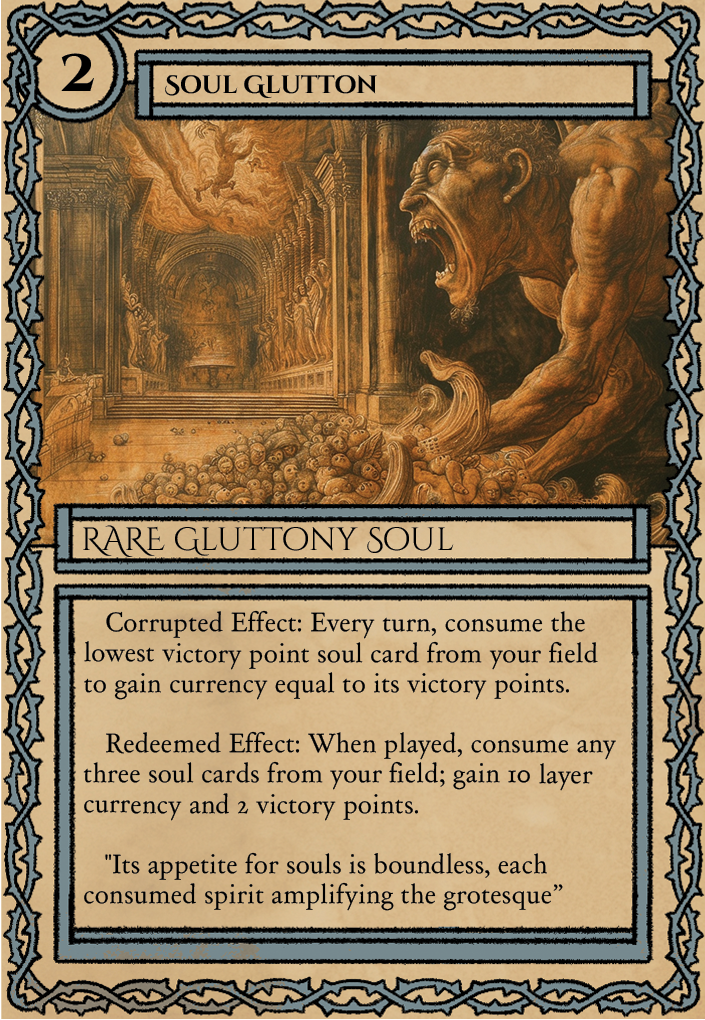 2
Soul Glutton
Rare Gluttony Soul
Corrupted Effect: Every turn, consume the
lowest victory point soul card from your field
to gain currency equal to its victory points.
Redeemed Effect: When played, consume any
three soul cards from your field; gain 10 layer
currency and 2 victory points.
"Its appetite for souls is boundless, each
consumed spirit amplifying the grotesque”